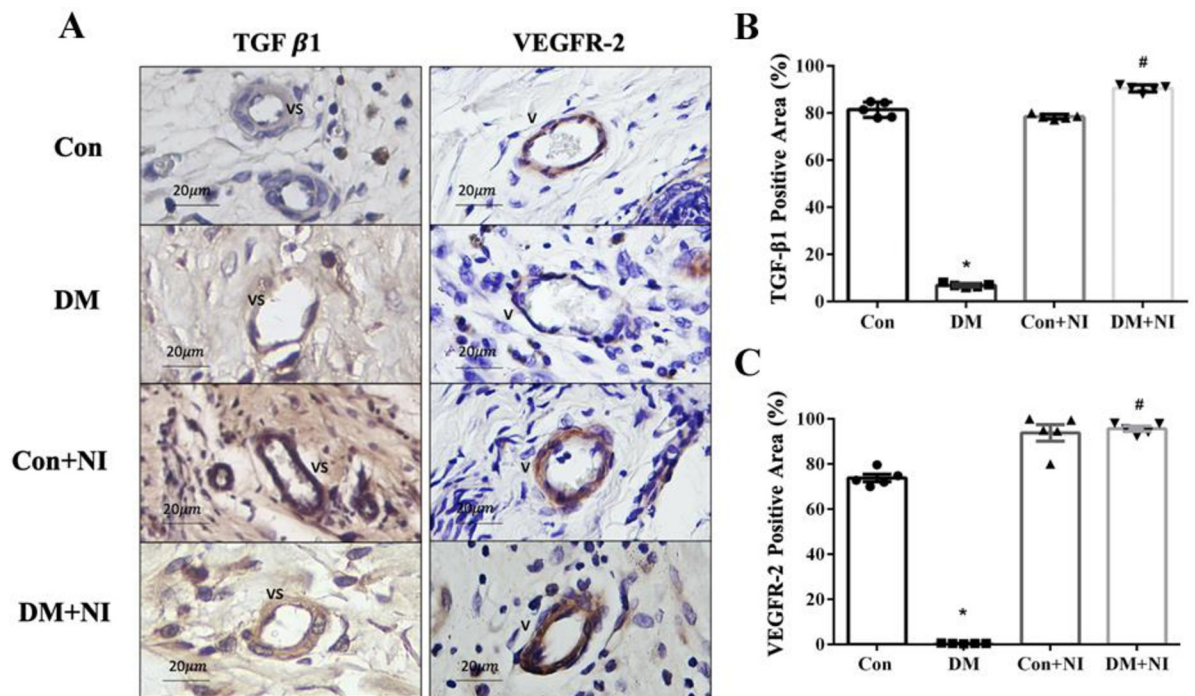 A
TGF β1
VEGFR-2
Con
VS
20μm
V
20μm
DM
VS
20μm
V
20μm
Con+NI
VS
20μm
V
20μm
DM+NI
VS
20μm
V
20μm
B
TGF-β1 Positive Area (%)
100
80
60
40
20
0
*
#
Con
DM
Con+NI
DM+NI
C
VEGFR-2 Positive Area (%)
100
80
60
40
20
0
*
#
Con
DM
Con+NI
DM+NI